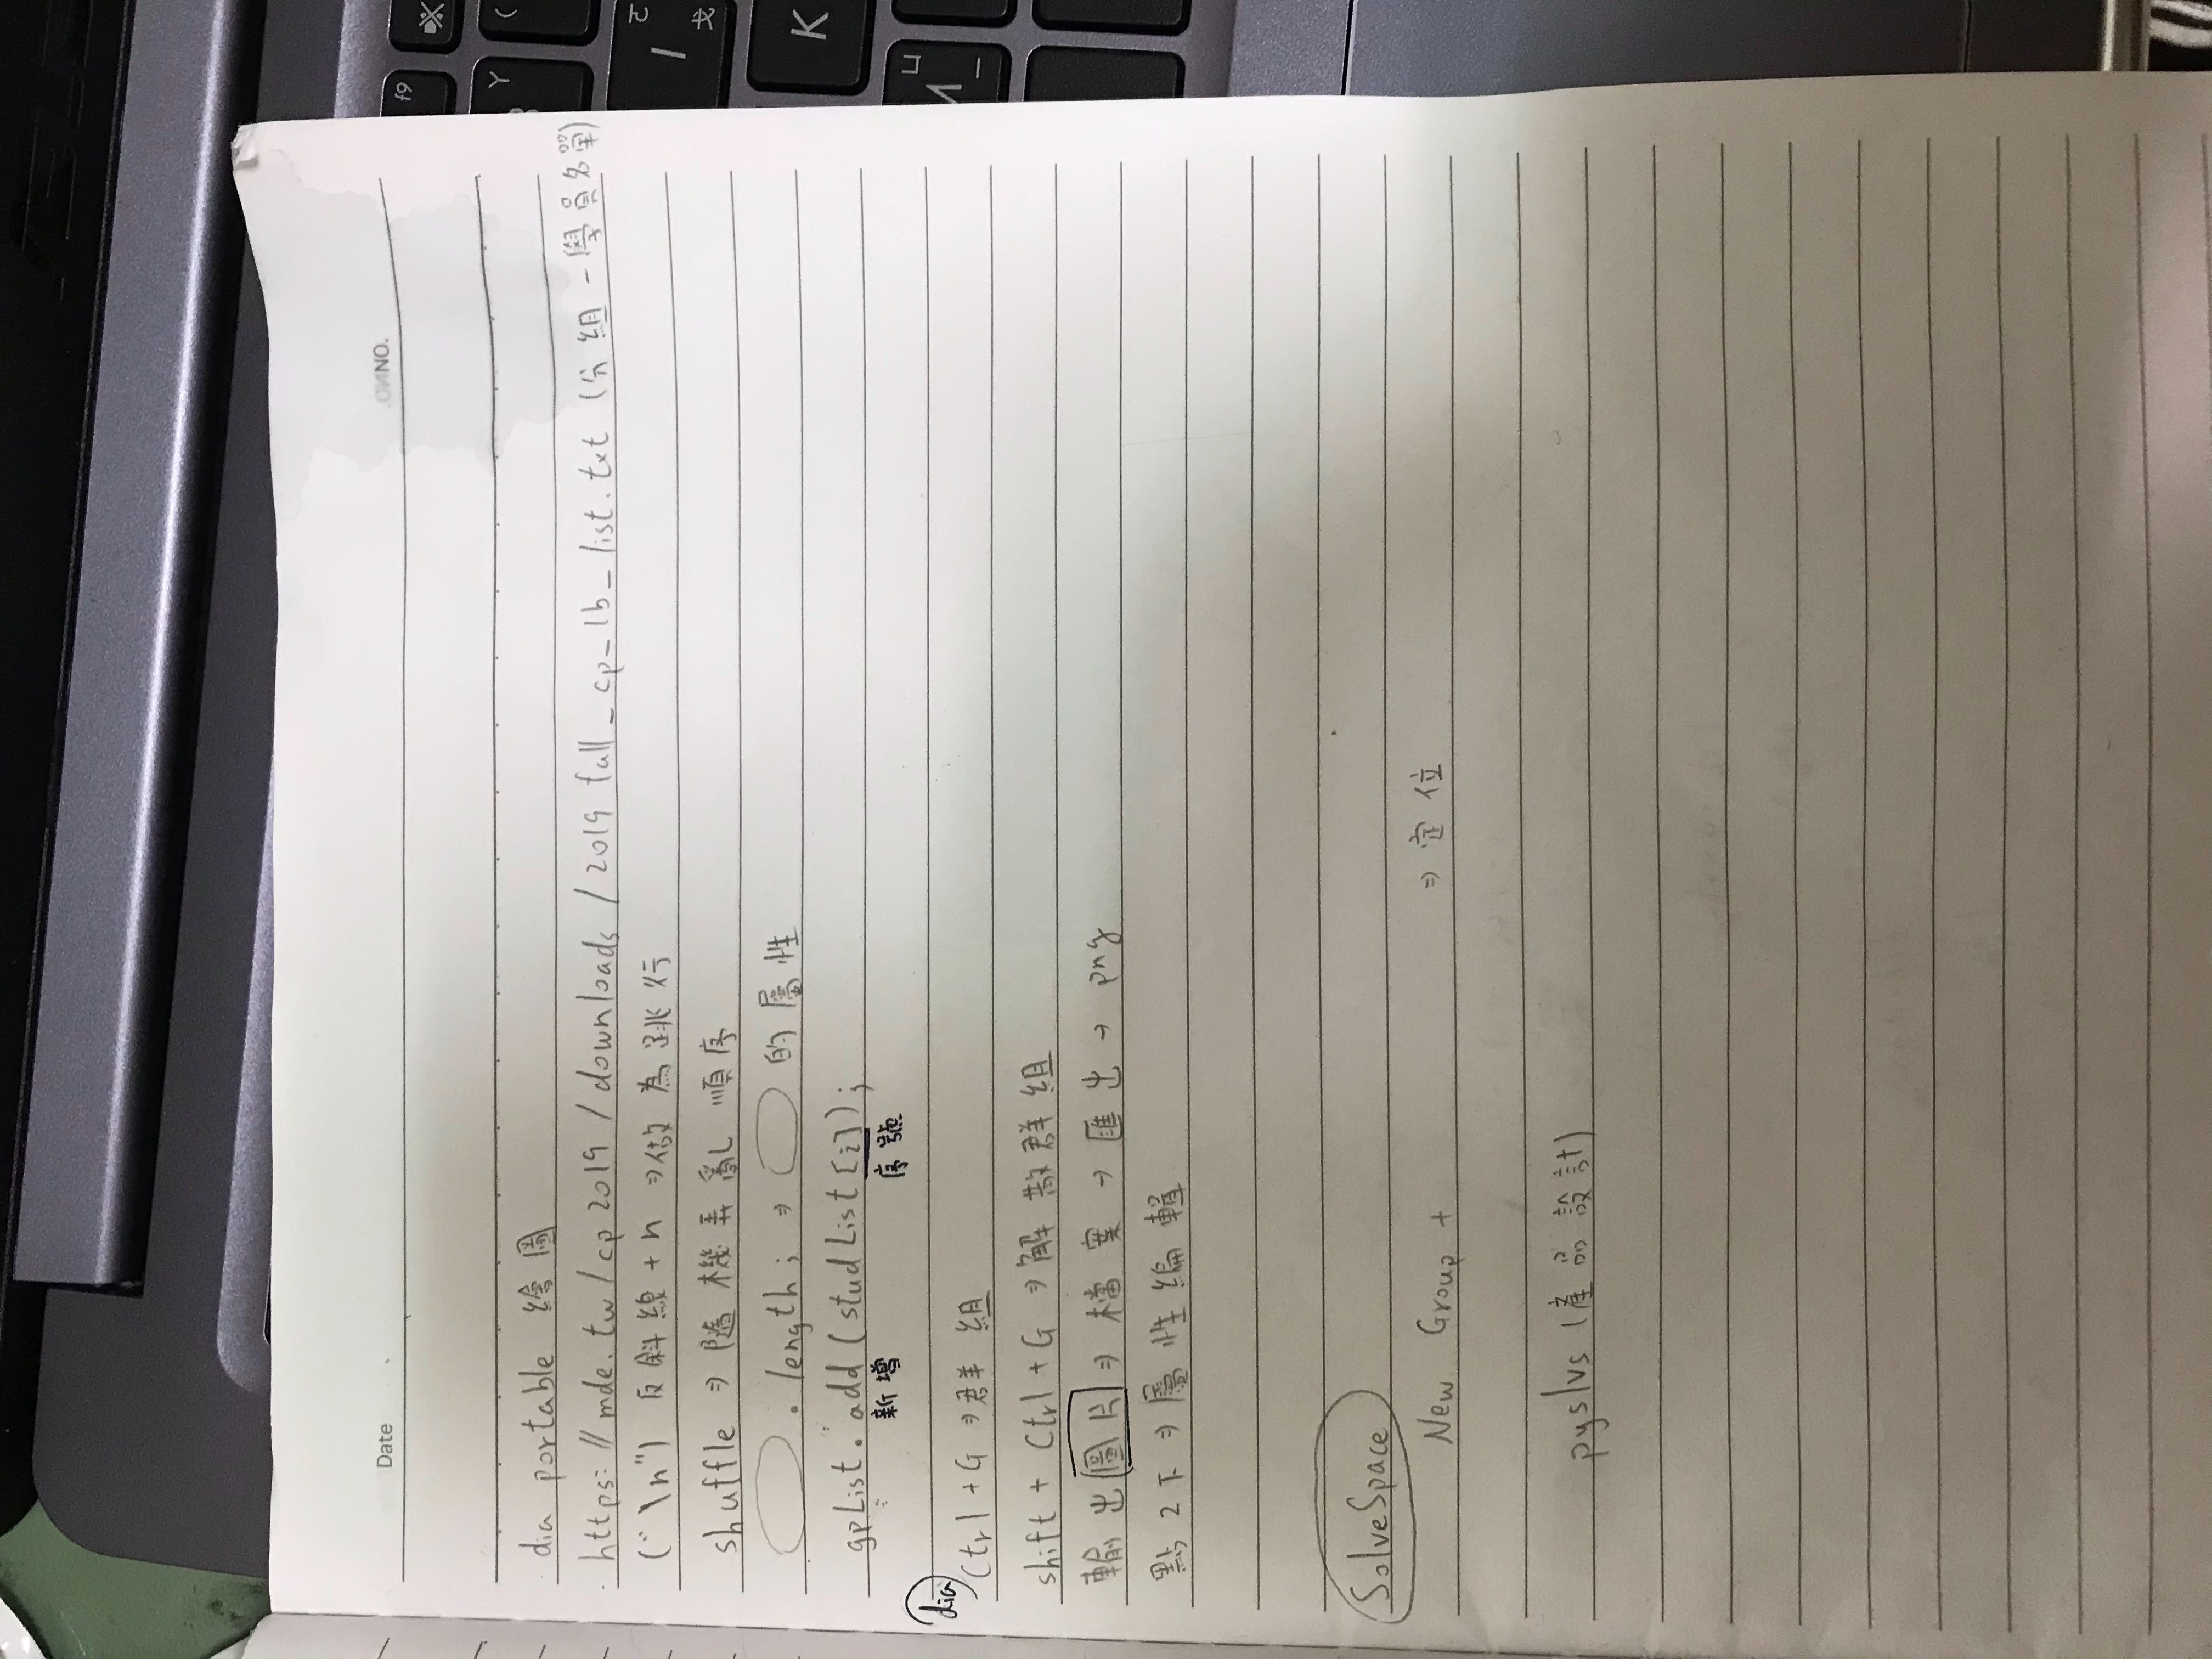 Date
NO.
dia portable 繪圖
https://mde.tw/cp2019/downloads/2019fall_cp_1b_list.txt (分組-學員名單)
("\n") 反斜線+n ⇒做為跳行
shuffle ⇒ 隨機弄亂 順序
. length; ⇒ 的屬性
gpList. add (studList [i]);
新增 序號
dia
Ctrl + G ⇒群組
shift + Ctrl + G ⇒解散群組
輸出圖片 ⇒ 檔案 → 匯出 → png
點2下⇒屬性編輯
SolveSpace
New Group + ⇒定位
pyslvs (產品設計)
f9
Y
(
K